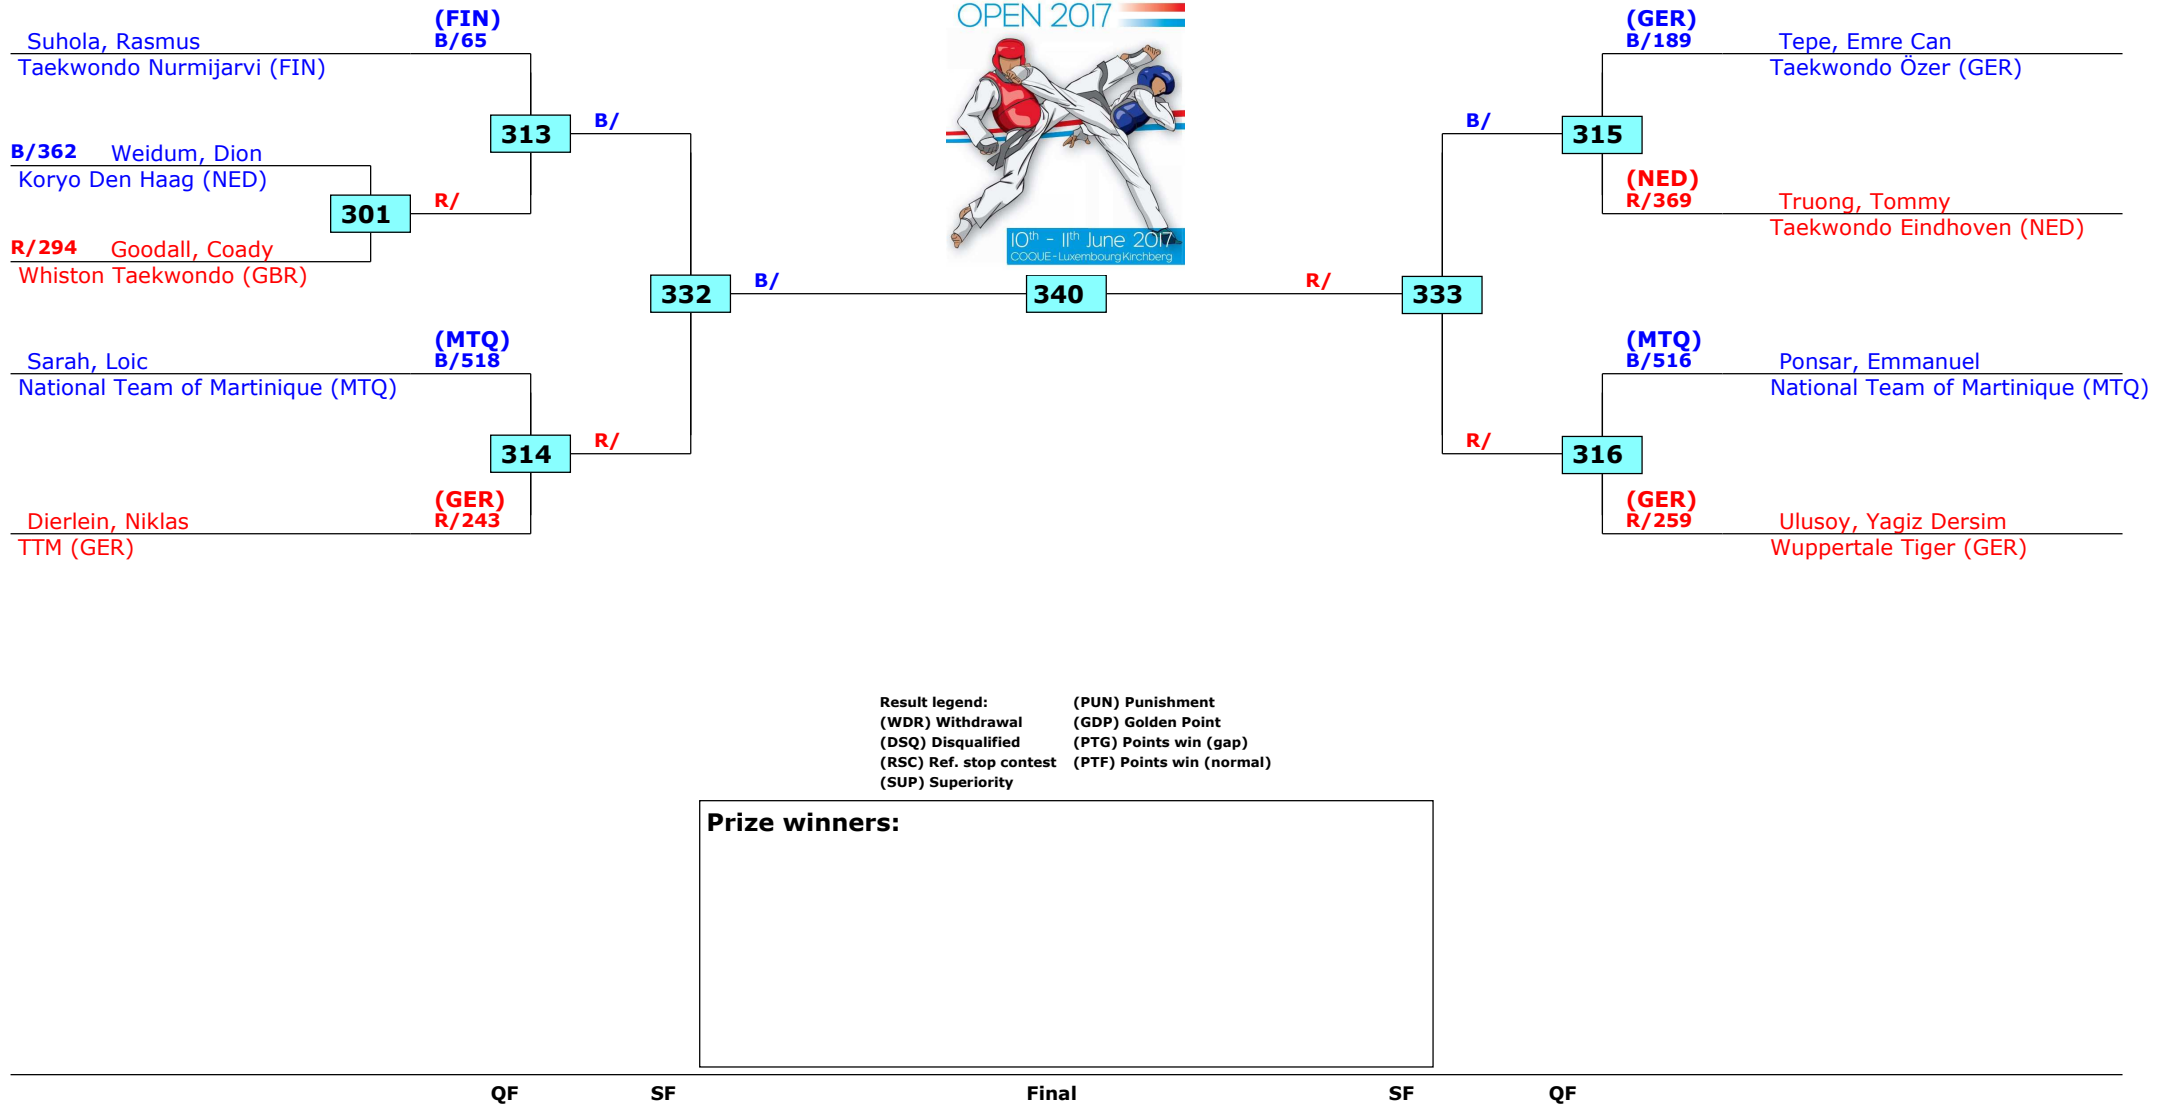 OPEN 2017
(FIN)
B/65
Suhola, Rasmus
Taekwondo Nurmijarvi (FIN)
313
B/
B/362 Weidum, Dion
Koryo Den Haag (NED)
301
R/
R/294 Goodall, Coady
Whiston Taekwondo (GBR)
332
B/
(MTQ)
B/518
Sarah, Loic
National Team of Martinique (MTQ)
314
R/
(GER)
R/243
Dierlein, Niklas
TTM (GER)
10th - 11th June 2017
COQUE - Luxembourg Kirchberg
340
(GER)
B/189
Tepe, Emre Can
Taekwondo Özer (GER)
B/
315
(NED)
R/369
Truong, Tommy
Taekwondo Eindhoven (NED)
R/
333
(MTQ)
B/516
Ponsar, Emmanuel
National Team of Martinique (MTQ)
R/
316
(GER)
R/259
Ulusoy, Yagiz Dersim
Wuppertale Tiger (GER)
Result legend: (PUN) Punishment
(WDR) Withdrawal (GDP) Golden Point
(DSQ) Disqualified (PTG) Points win (gap)
(RSC) Ref. stop contest (PTF) Points win (normal)
(SUP) Superiority
Prize winners:
QF SF Final SF QF